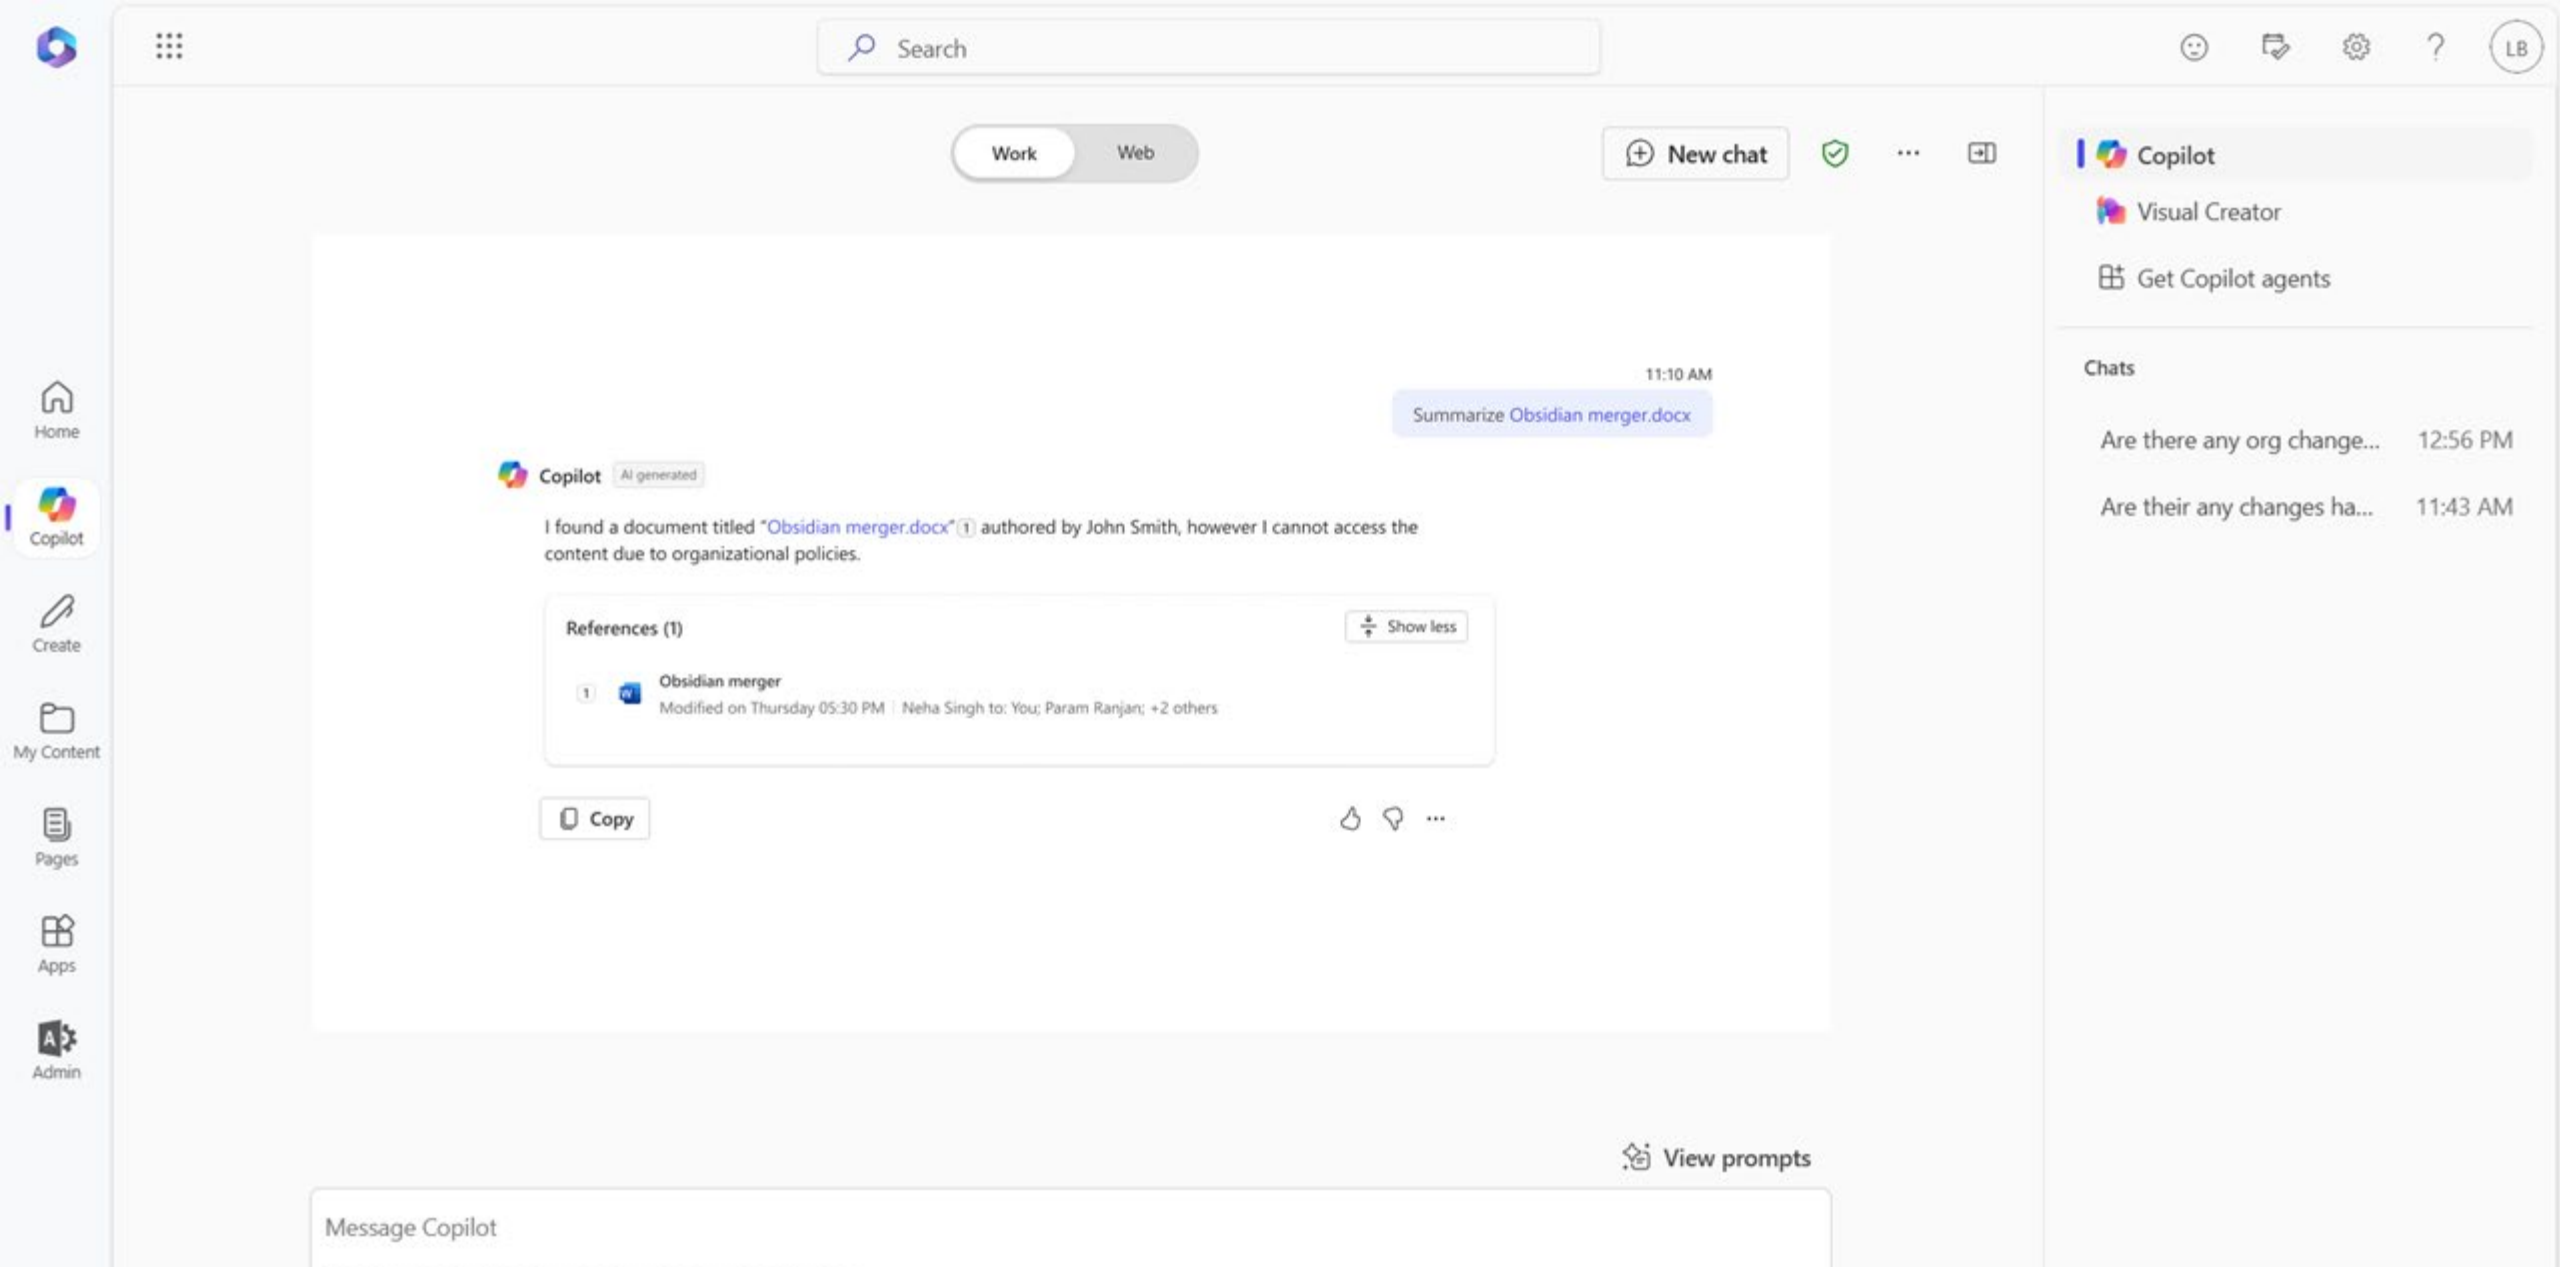 Search
LB
Work
Web
New chat
Copilot
Visual Creator
Get Copilot agents
Chats
Are there any org change... 12:56 PM
Are their any changes ha... 11:43 AM
Home
Copilot
Create
My Content
Pages
Apps
Admin
11:10 AM
Summarize Obsidian merger.docx
Copilot AI generated
I found a document titled “Obsidian merger.docx” 1 authored by John Smith, however I cannot access the
content due to organizational policies.
References (1)
Show less
1
Obsidian merger
Modified on Thursday 05:30 PM | Neha Singh to: You; Param Ranjan; +2 others
Copy
View prompts
Message Copilot